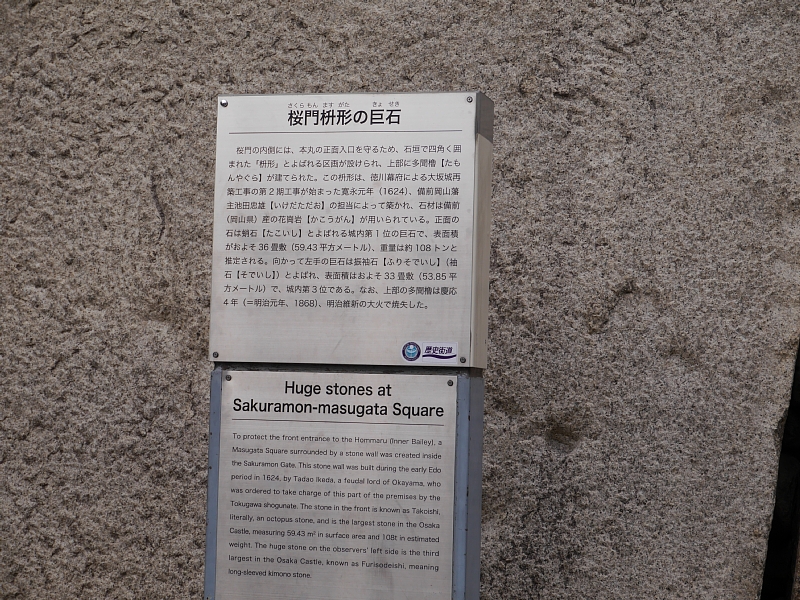 さくらもん ますがた きょせき
桜門枡形の巨石
桜門の内側には、本丸の正面入口を守るため、石垣で四角く囲
まれた「枡形」とよばれる区画が設けられ、上部に多聞櫓【たも
んやぐら】が建てられた。この枡形は、徳川幕府による大坂城再
築工事の第2期工事が始まった寛永元年(1624)、備前岡山藩
主池田忠雄【いけだただお】の担当によって築かれ、石材は備前
(岡山県)産の花崗岩【かこうがん】が用いられている。正面の
石は蛸石【たこいし】とよばれる城内第1位の巨石で、表面積
がおよそ36畳敷(59.43平方メートル)、重量は約108トンと
推定される。向かって左手の巨石は振袖石【ふりそでいし】(袖
石【そでいし】)とよばれ、表面積はおよそ33畳敷(53.85平
方メートル)で、城内第3位である。なお、上部の多聞櫓は慶応
4年(=明治元年、1868)、明治維新の大火で焼失した。
歴史街道
Huge stones at
Sakuramon-masugata Square
To protect the front entrance to the Hommaru (Inner Bailey), a
Masugata Square surrounded by a stone wall was created inside
the Sakuramon Gate. This stone wall was built during the early Edo
period in 1624, by Tadao Ikeda, a feudal lord of Okayama, who
was ordered to take charge of this part of the premises by the
Tokugawa shogunate. The stone in the front is known as Takoishi,
literally, an octopus stone, and is the largest stone in the Osaka
Castle, measuring 59.43 m² in surface area and 108t in estimated
weight. The huge stone on the observers' left side is the third
largest in the Osaka Castle, known as Furisodeishi, meaning
long-sleeved kimono stone.